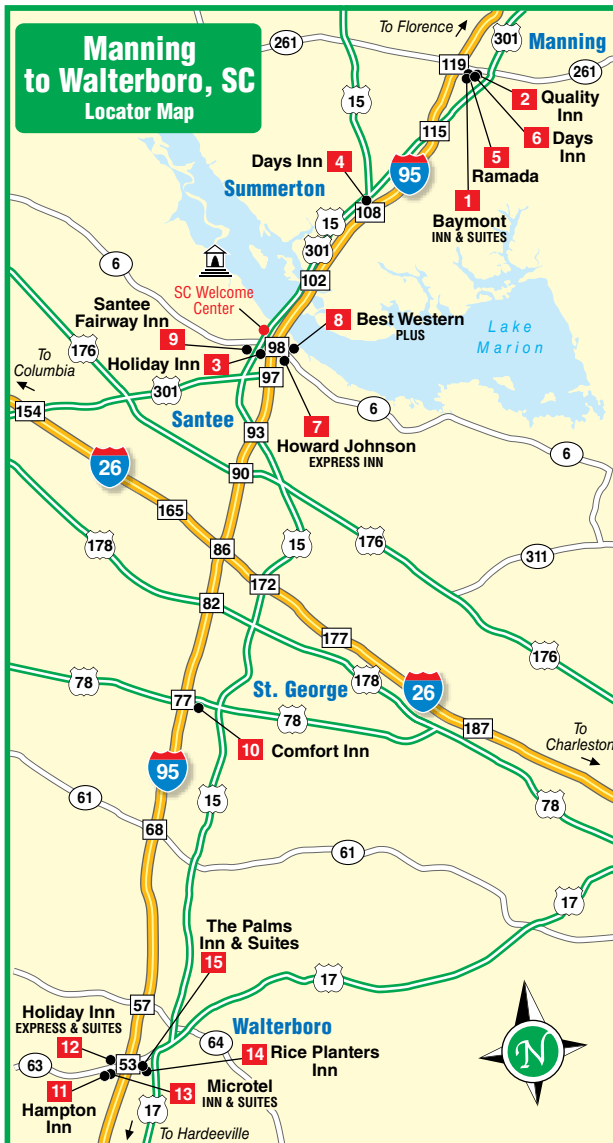 Manning
to Walterboro, SC
Locator Map
To Florence
301
Manning
261
119
261
2 Quality
Inn
15
6 Days
Inn
115
5
Ramada
Days Inn 4
95
1
Baymont
INN & SUITES
Summerton
108
15
301
6
102
SC Welcome
Center
Santee
Fairway Inn
9
8 Best Western
PLUS
Lake
Marion
176
98
Holiday Inn 3
To
Columbia
97
301
154
6
Santee
7
Howard Johnson
EXPRESS INN
93
6
26
90
165
178
15
176
86
311
172
82
177
176
78
St. George
178
26
77
78
187
To
Charleston
10 Comfort Inn
95
15
78
61
68
61
17
The Palms
Inn & Suites
15
17
57
Holiday Inn
EXPRESS & SUITES
12
Walterboro
64
14 Rice Planters
Inn
63
53
11
Hampton
Inn
13 Microtel
INN & SUITES
17
To Hardeeville
N